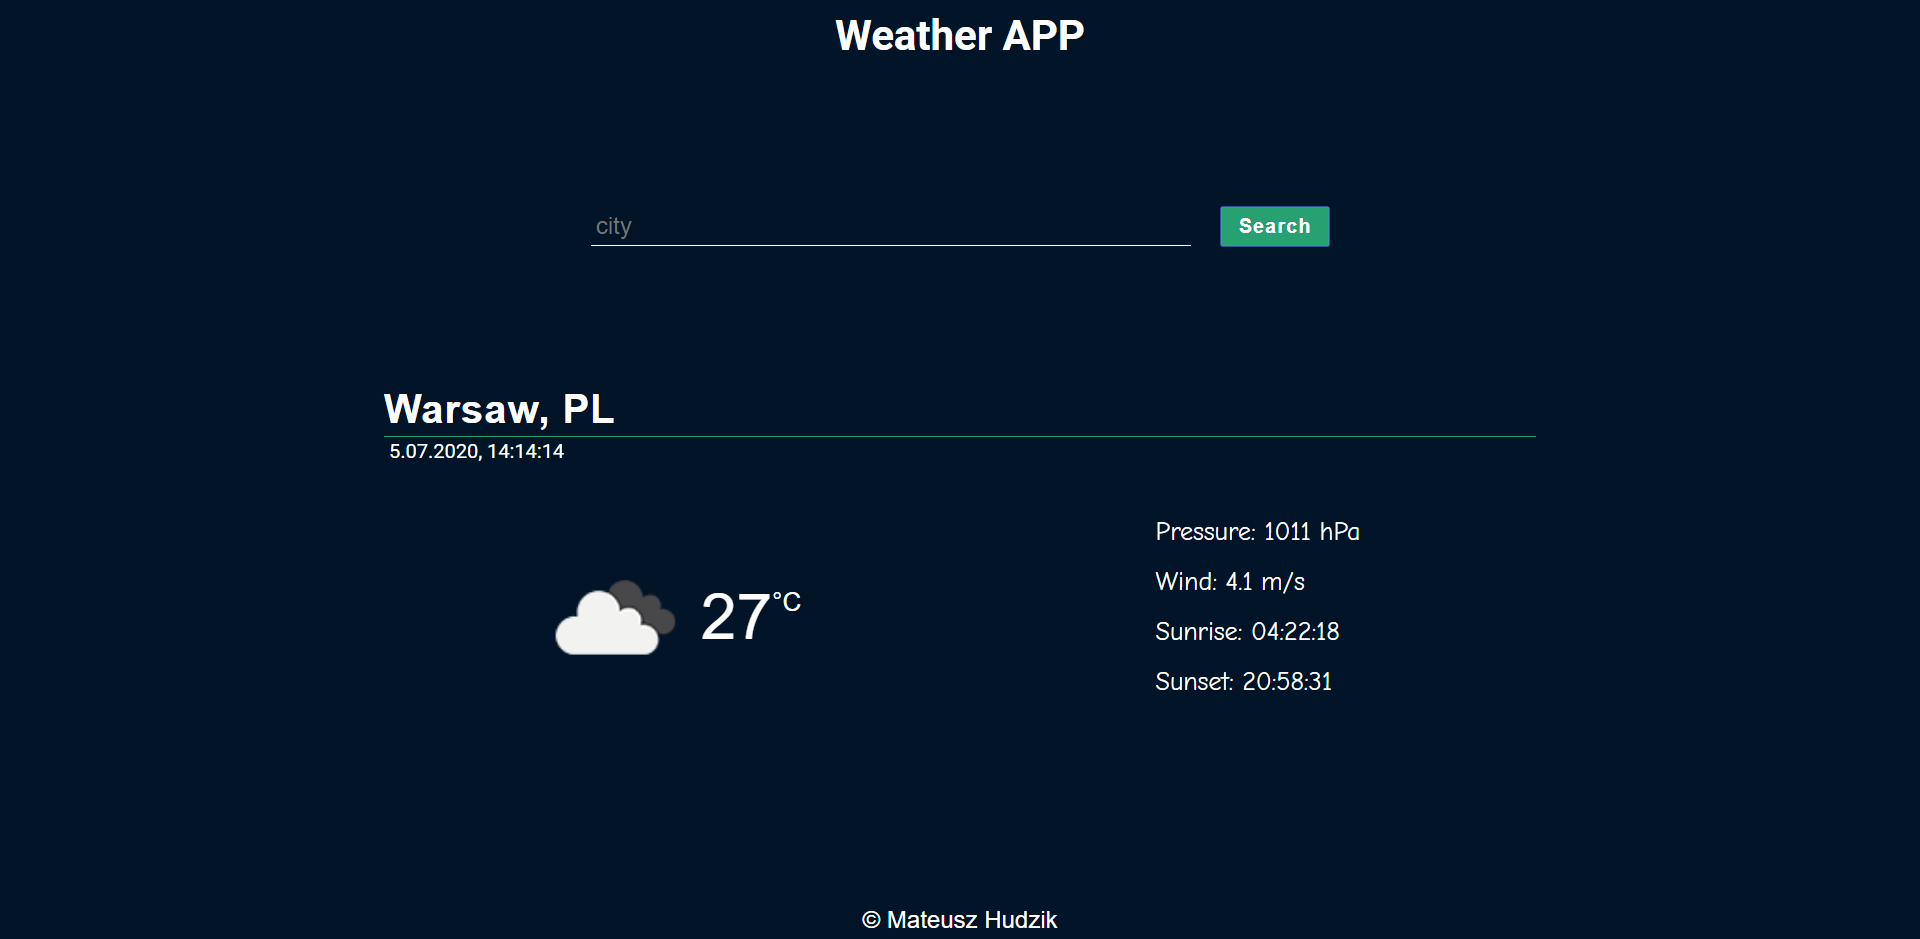 Weather APP
city
Search
Warsaw, PL
5.07.2020, 14:14:14
27°C
Pressure: 1011 hPa
Wind: 4.1 m/s
Sunrise: 04:22:18
Sunset: 20:58:31
© Mateusz Hudzik